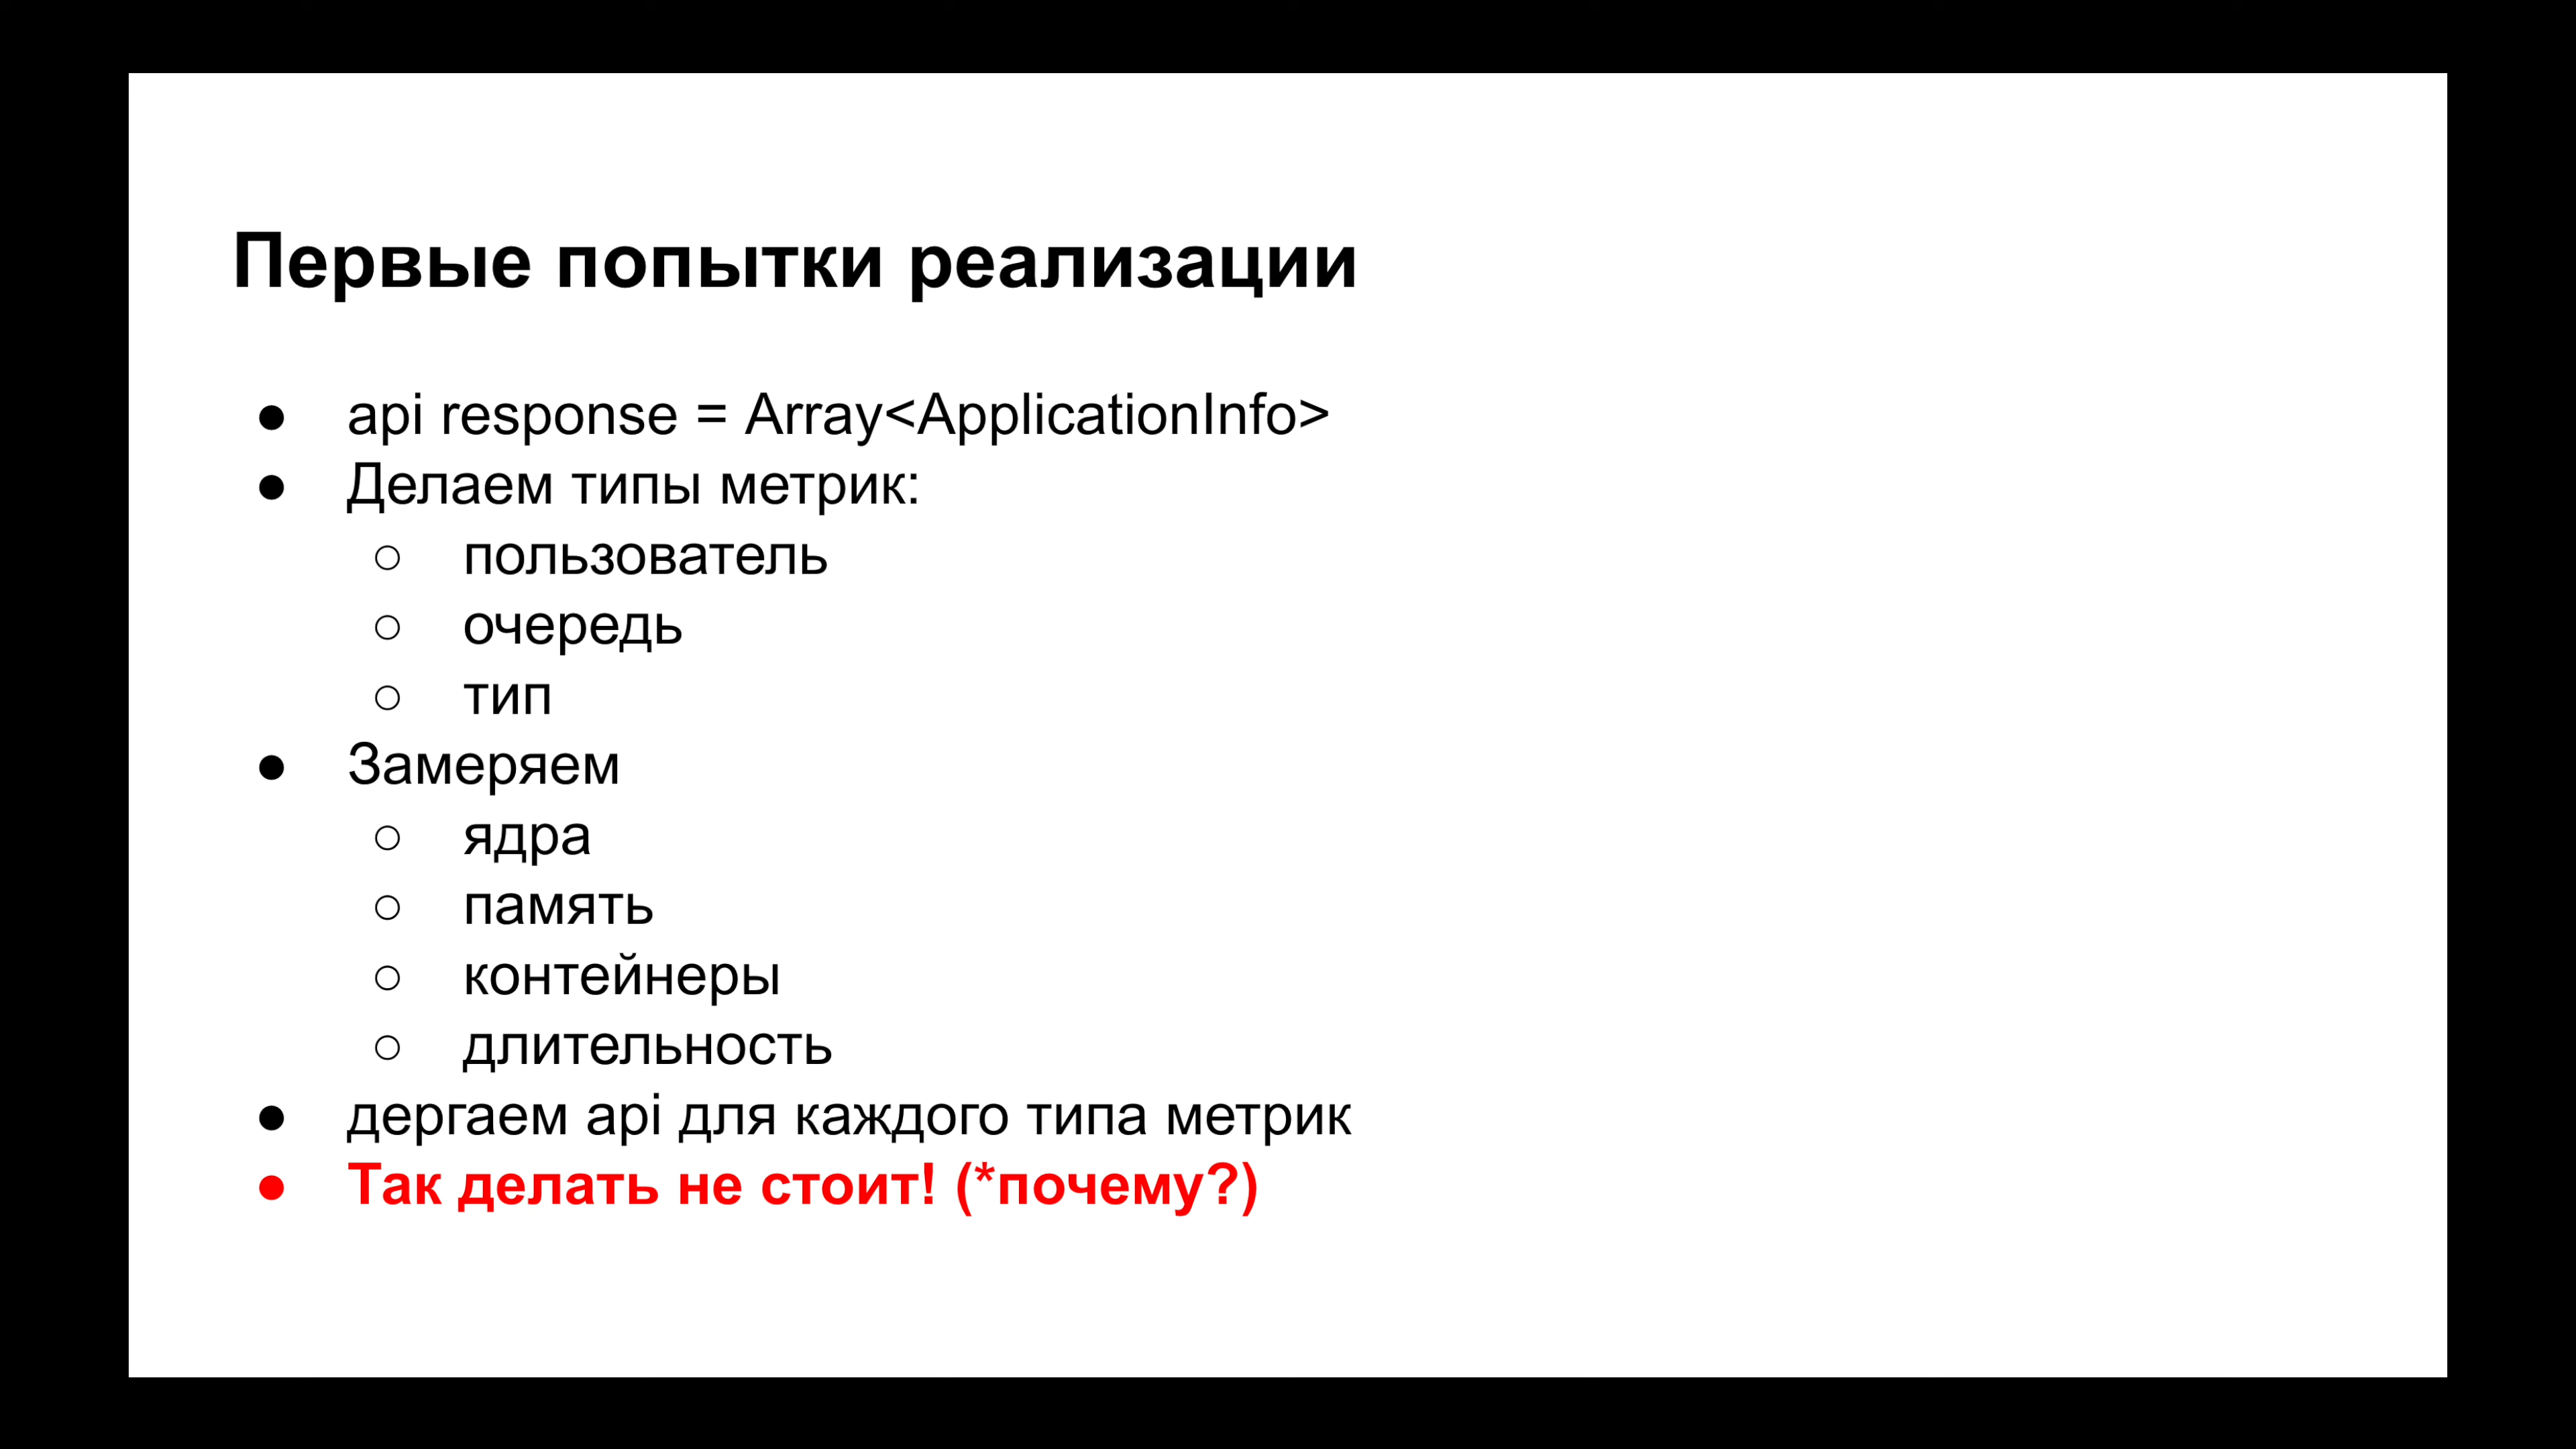 Первые попытки реализации
● api response = Array<ApplicationInfo>
● Делаем типы метрик:
○ пользователь
○ очередь
○ тип
● Замеряем
○ ядра
○ память
○ контейнеры
○ длительность
● дергаем api для каждого типа метрик
● Так делать не стоит! (*почему?)